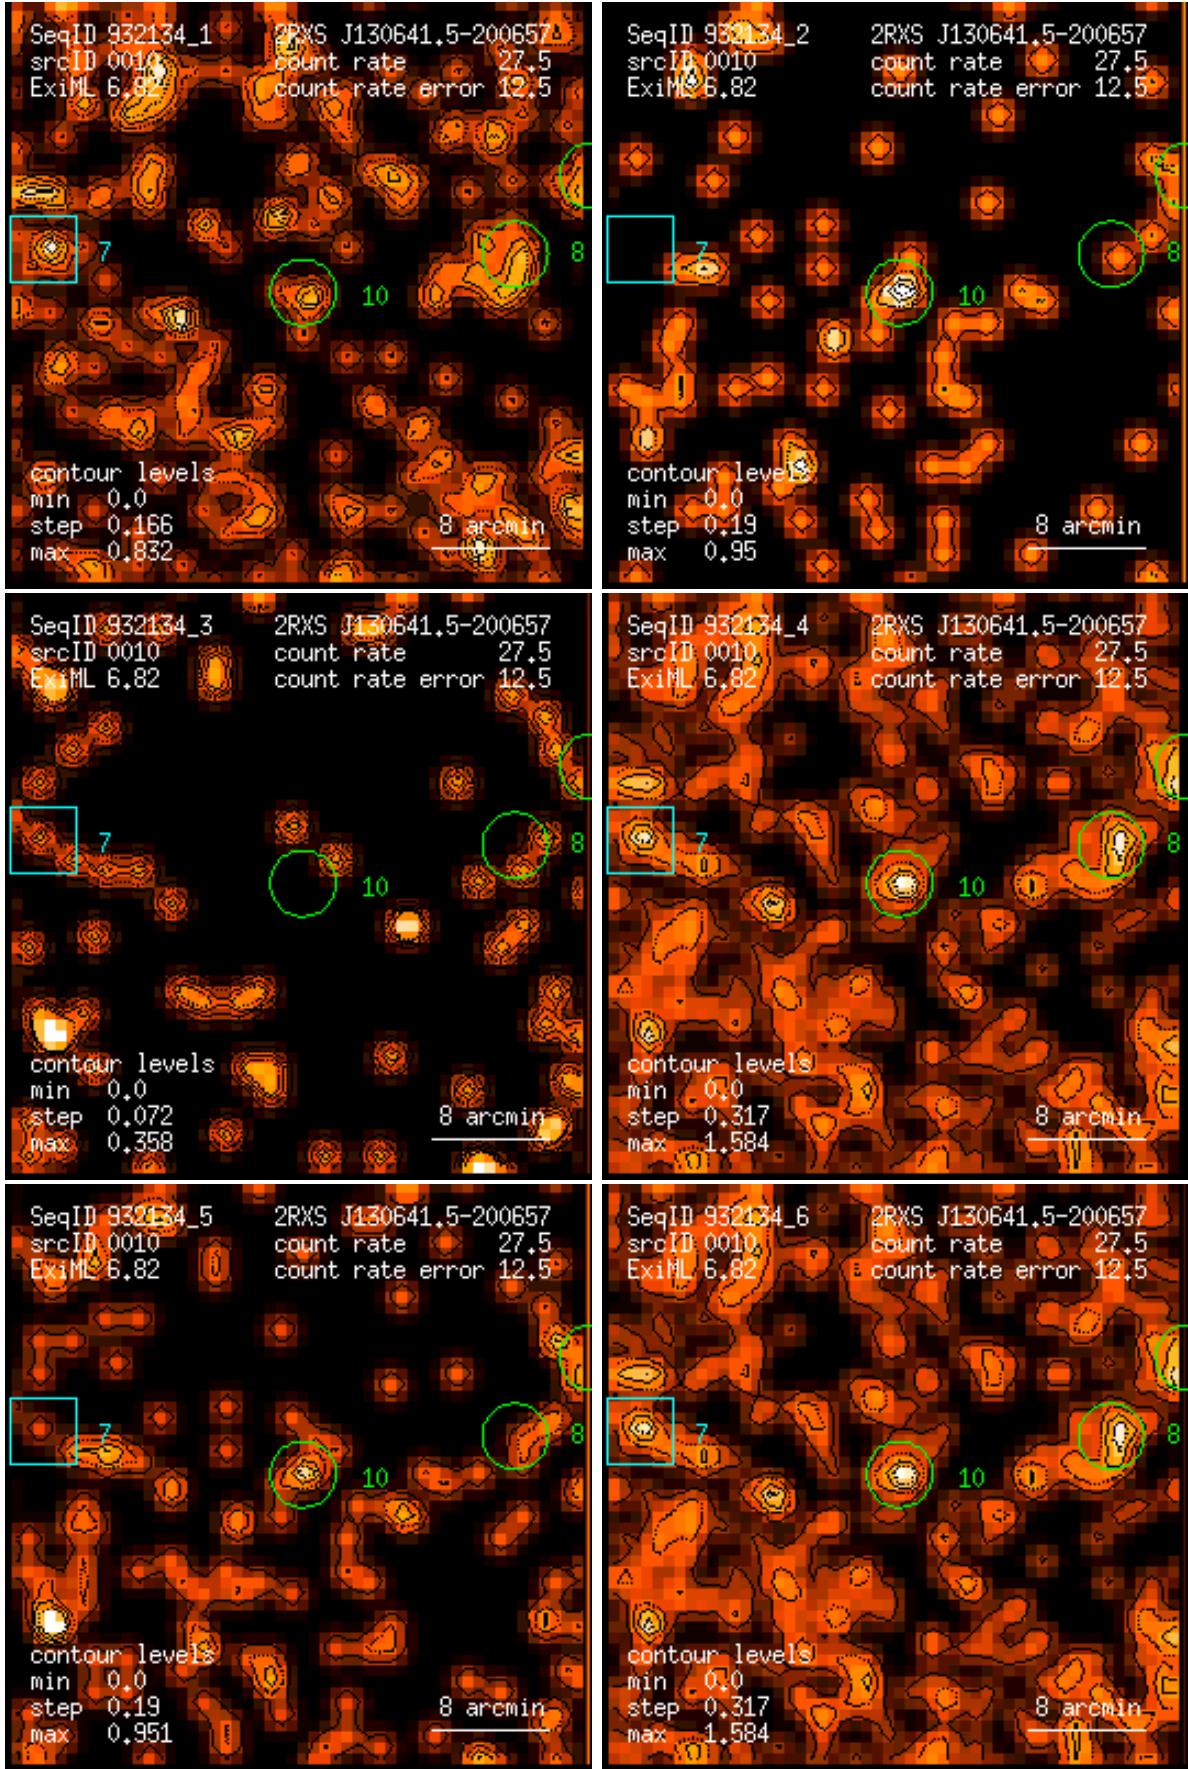 SeqID 932134_1 2RXS J130641.5-200657
srcID 0010 count rate 27.5
ExiML 6.82 count rate error 12.5
7
8
10
contour levels
min 0.0
step 0.166
max 0.832
8 arcmin
SeqID 932134_2 2RXS J130641.5-200657
srcID 0010 count rate 27.5
ExiML 6.82 count rate error 12.5
7
8
10
contour levels
min 0.0
step 0.19
max 0.95
8 arcmin
SeqID 932134_3 2RXS J130641.5-200657
srcID 0010 count rate 27.5
ExiML 6.82 count rate error 12.5
7
8
10
contour levels
min 0.0
step 0.072
max 0.358
8 arcmin
SeqID 932134_4 2RXS J130641.5-200657
srcID 0010 count rate 27.5
ExiML 6.82 count rate error 12.5
7
8
10
contour levels
min 0.0
step 0.317
max 1.584
8 arcmin
SeqID 932134_5 2RXS J130641.5-200657
srcID 0010 count rate 27.5
ExiML 6.82 count rate error 12.5
7
8
10
contour levels
min 0.0
step 0.19
max 0.951
8 arcmin
SeqID 932134_6 2RXS J130641.5-200657
srcID 0010 count rate 27.5
ExiML 6.82 count rate error 12.5
7
8
10
contour levels
min 0.0
step 0.317
max 1.584
8 arcmin